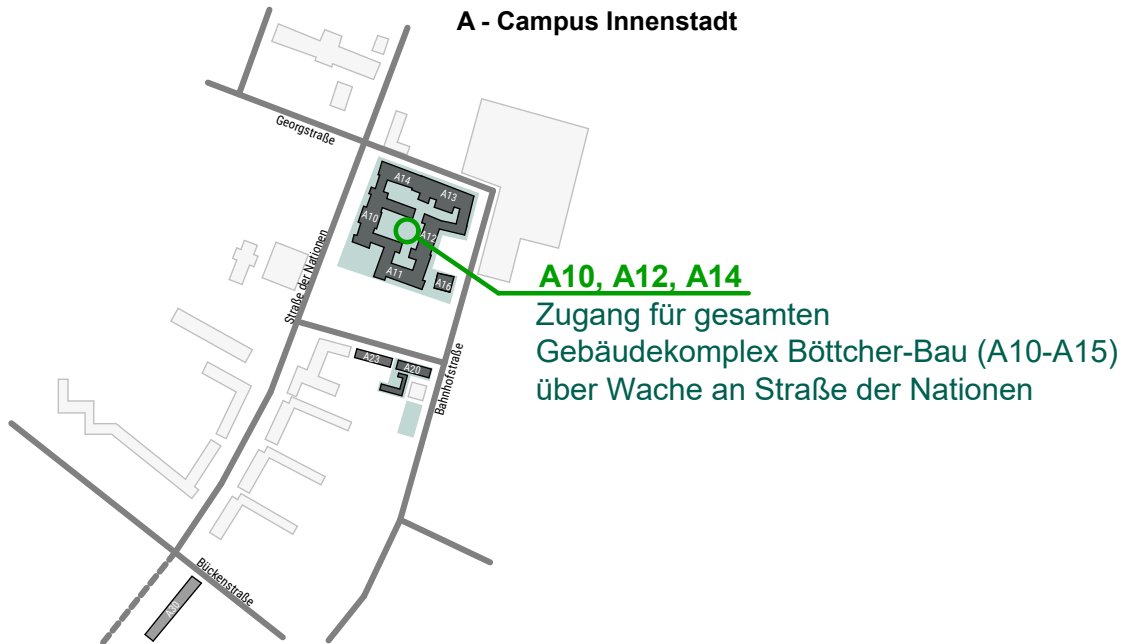 A - Campus Innenstadt
Georgstraße
A14
A13
A10
A12
A11
A16
Straße der Nationen
A10, A12, A14
Zugang für gesamten
Gebäudekomplex Böttcher-Bau (A10-A15)
über Wache an Straße der Nationen
A23
A20
Bahnhofstraße
Bückenstraße
A30